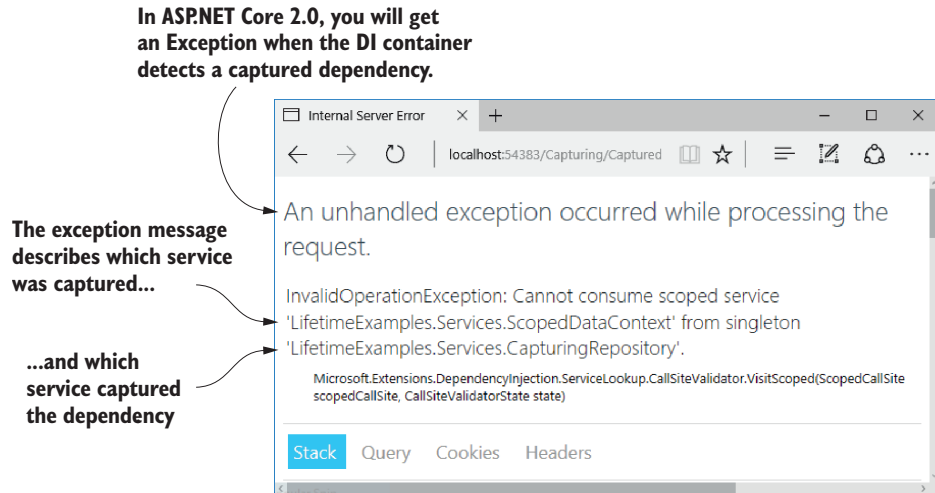 In ASP.NET Core 2.0, you will get
an Exception when the DI container
detects a captured dependency.
Internal Server Error
localhost:54383/Capturing/Captured
An unhandled exception occurred while processing the
request.
The exception message
describes which service
was captured...
InvalidOperationException: Cannot consume scoped service
'LifetimeExamples.Services.ScopedDataContext' from singleton
'LifetimeExamples.Services.CapturingRepository'.
...and which
service captured
the dependency
Microsoft.Extensions.DependencyInjection.ServiceLookup.CallSiteValidator.VisitScoped(ScopedCallSite
scopedCallSite, CallSiteValidatorState state)
Stack Query Cookies Headers